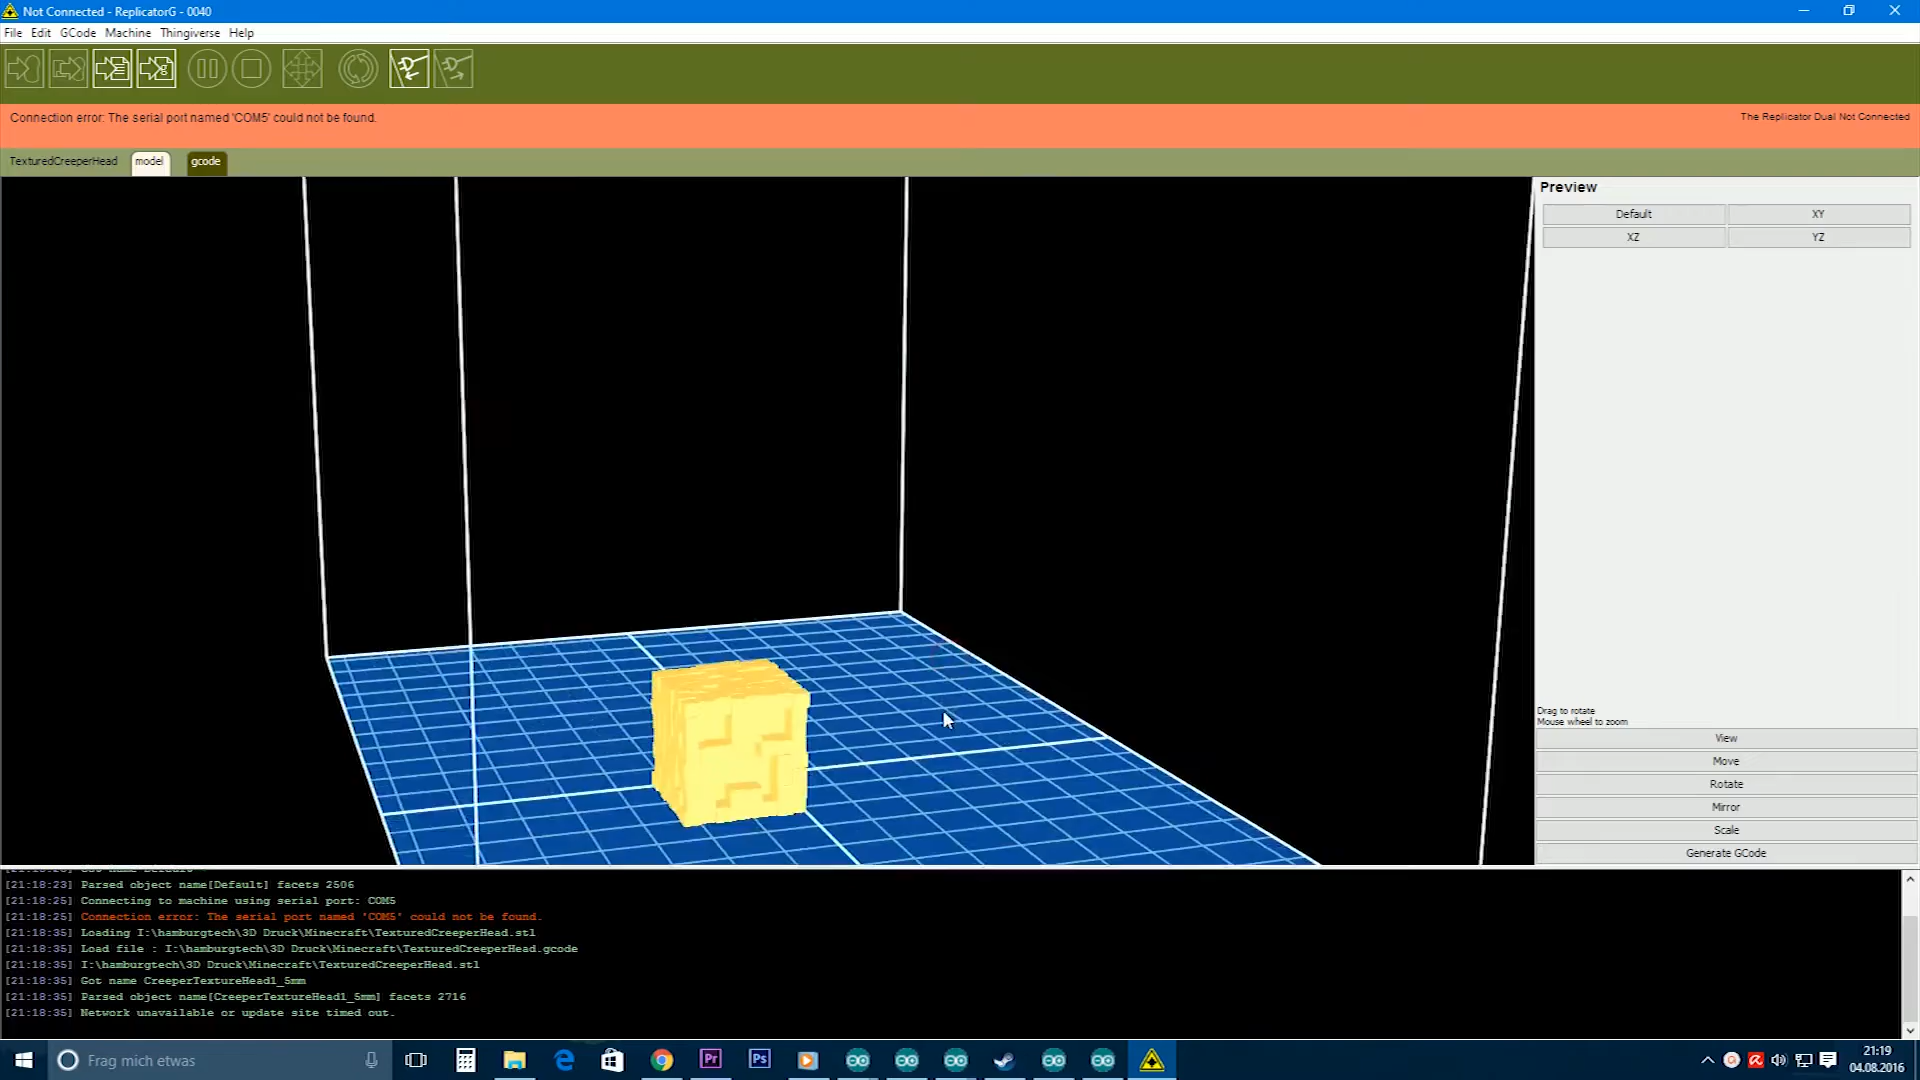 Not Connected - ReplicatorG - 0040
File Edit GCode Machine Thingiverse Help
Connection error: The serial port named 'COM5' could not be found.
The Replicator Dual Not Connected
TexturedCreeperHead model gcode
Preview
Default XY
XZ YZ
Drag to rotate
Mouse wheel to zoom
View
Move
Rotate
Mirror
Scale
Generate GCode
[21:18:23] Parsed object name[Default] facets 2506
[21:18:25] Connecting to machine using serial port: COM5
[21:18:25] Connection error: The serial port named 'COM5' could not be found.
[21:18:35] Loading I:\hamburgtech\3D Druck\Minecraft\TexturedCreeperHead.stl
[21:18:35] Load file : I:\hamburgtech\3D Druck\Minecraft\TexturedCreeperHead.gcode
[21:18:35] I:\hamburgtech\3D Druck\Minecraft\TexturedCreeperHead.stl
[21:18:35] Got name CreeperTextureHead1_5mm
[21:18:35] Parsed object name[CreeperTextureHead1_5mm] facets 2716
[21:18:35] Network unavailable or update site timed out.
Frag mich etwas
Pr
Ps
21:19
04.08.2016